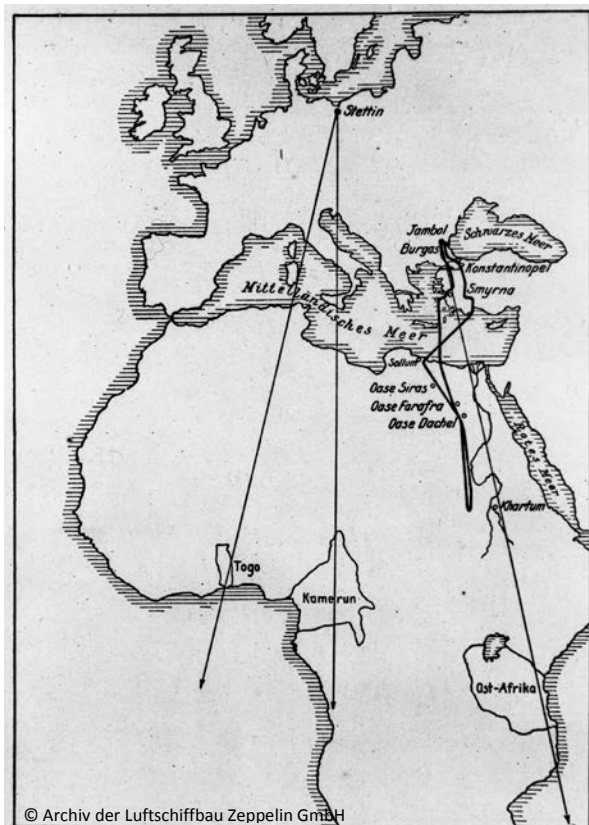 Stettin
Jambol
Schwarzes Meer
Burgas
Konstantinopel
Smyrna
Mittelländisches Meer
Sollum
Oase Siras
Oase Farafra
Oase Dachel
Rotes Meer
Khartum
Togo
Kamerun
Ost-Afrika
© Archiv der Luftschiffbau Zeppelin GmbH